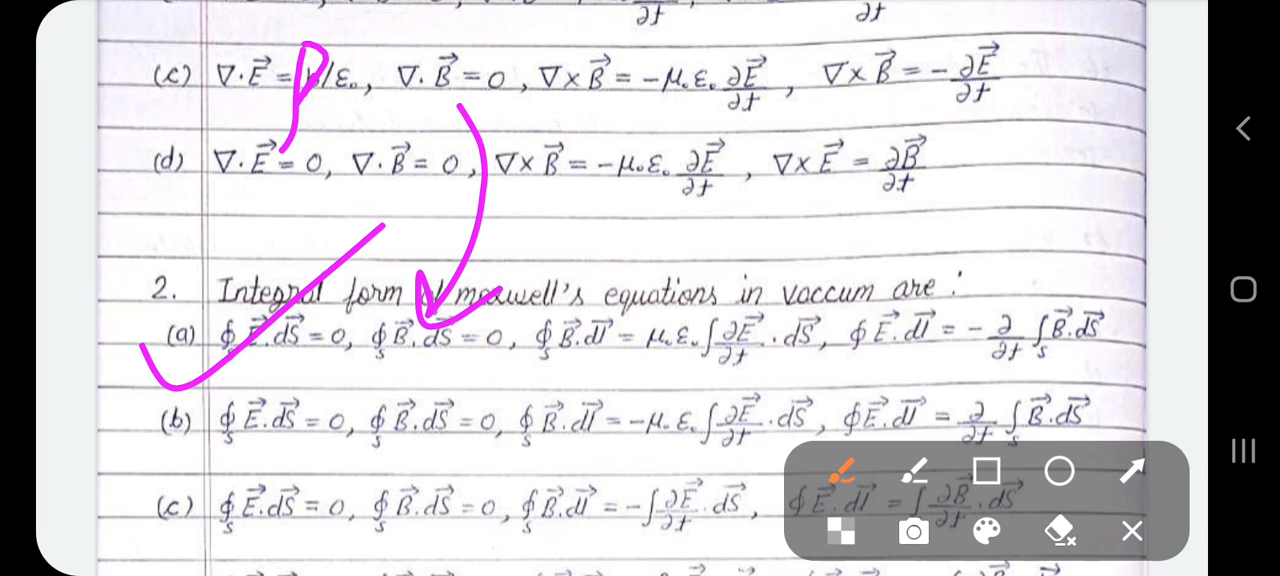 ∂t ∂t
(c) ∇·E⃗ = ρ/ε₀, ∇·B⃗ = 0, ∇×B⃗ = -μ₀ε₀ ∂E⃗/∂t, ∇×B⃗ = -∂E⃗/∂t
(d) ∇·E⃗ = 0, ∇·B⃗ = 0, ∇×B⃗ = -μ₀ε₀ ∂E⃗/∂t, ∇×E⃗ = ∂B⃗/∂t
2. Integral form of maxwell's equations in vaccum are :
(a) ∮ₛ E⃗.dS⃗ = 0, ∮ₛ B⃗.dS⃗ = 0, ∮ B⃗.dl⃗ = μ₀ε₀ ∫ ∂E⃗/∂t · dS⃗, ∮ E⃗.dl⃗ = - ∂/∂t ∫ₛ B⃗.dS⃗
(b) ∮ₛ E⃗.dS⃗ = 0, ∮ₛ B⃗.dS⃗ = 0, ∮ₛ B⃗.dl⃗ = -μ₀ε₀ ∫ ∂E⃗/∂t · dS⃗, ∮ E⃗.dl⃗ = ∂/∂t ∫ₛ B⃗.dS⃗
(c) ∮ₛ E⃗.dS⃗ = 0, ∮ₛ B⃗.dS⃗ = 0, ∮ₛ B⃗.dl⃗ = -∫ ∂E⃗/∂t · dS⃗, ∮ E⃗.dl⃗ = ∫ ∂B⃗/∂t · dS⃗